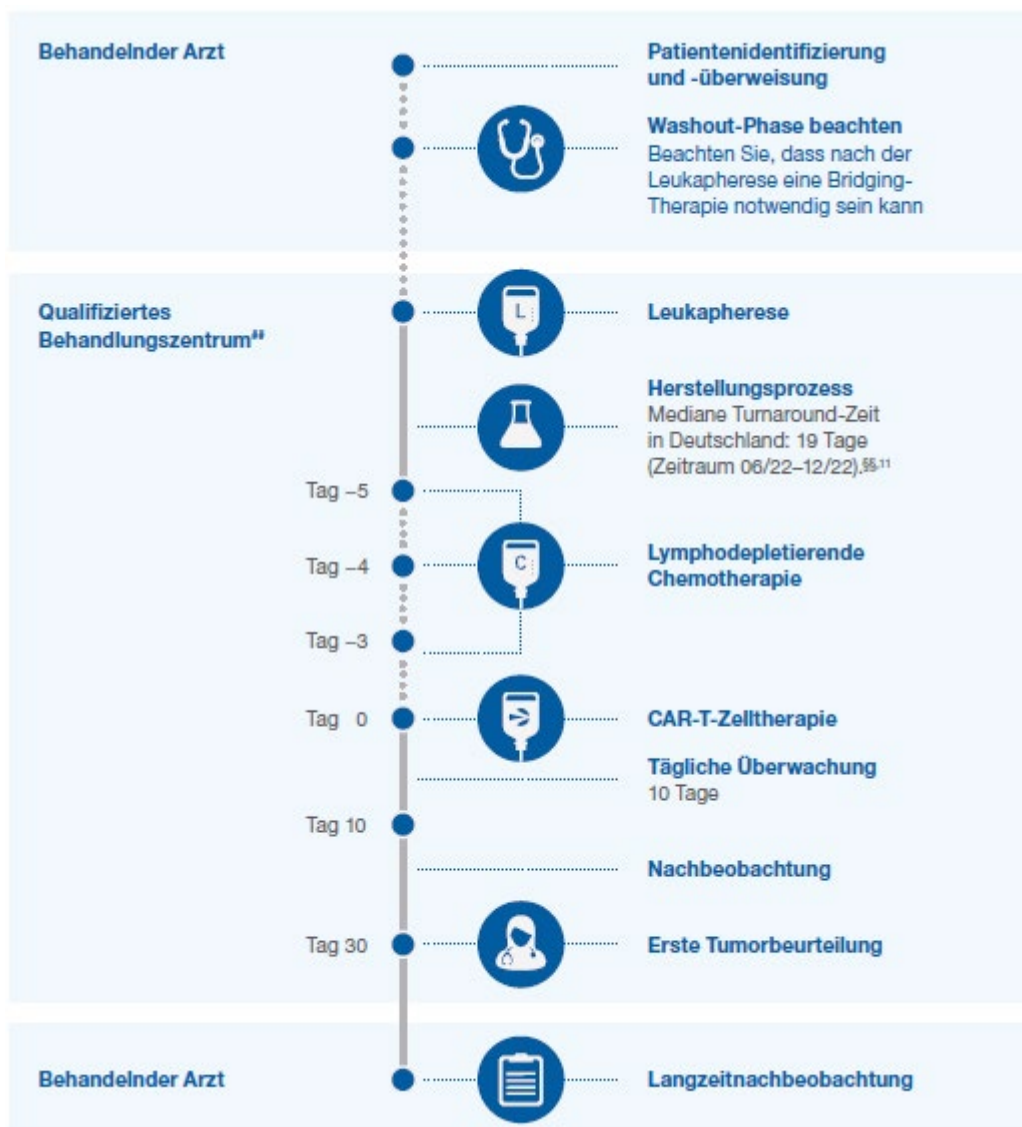 Behandelnder Arzt
Patientenidentifizierung
und -überweisung
Washout-Phase beachten
Beachten Sie, dass nach der
Leukapherese eine Bridging-
Therapie notwendig sein kann
Qualifiziertes
Behandlungszentrum##
L
Leukapherese
Herstellungsprozess
Mediane Turnaround-Zeit
in Deutschland: 19 Tage
(Zeitraum 06/22–12/22).§§,11
Tag –5
Tag –4
C
Lymphodepletierende
Chemotherapie
Tag –3
Tag 0
CAR-T-Zelltherapie
Tägliche Überwachung
10 Tage
Tag 10
Nachbeobachtung
Tag 30
Erste Tumorbeurteilung
Behandelnder Arzt
Langzeitnachbeobachtung